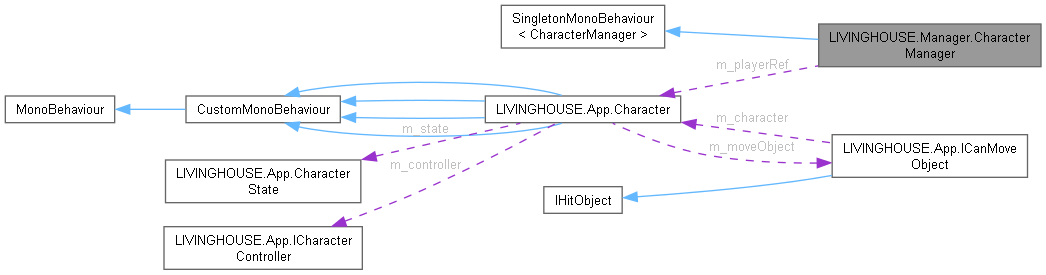 SingletonMonoBehaviour
< CharacterManager >
LIVINGHOUSE.Manager.Character
Manager
m_playerRef
MonoBehaviour
CustomMonoBehaviour
LIVINGHOUSE.App.Character
m_character
m_state
m_moveObject
LIVINGHOUSE.App.ICanMove
Object
m_controller
LIVINGHOUSE.App.Character
State
IHitObject
LIVINGHOUSE.App.ICharacter
Controller